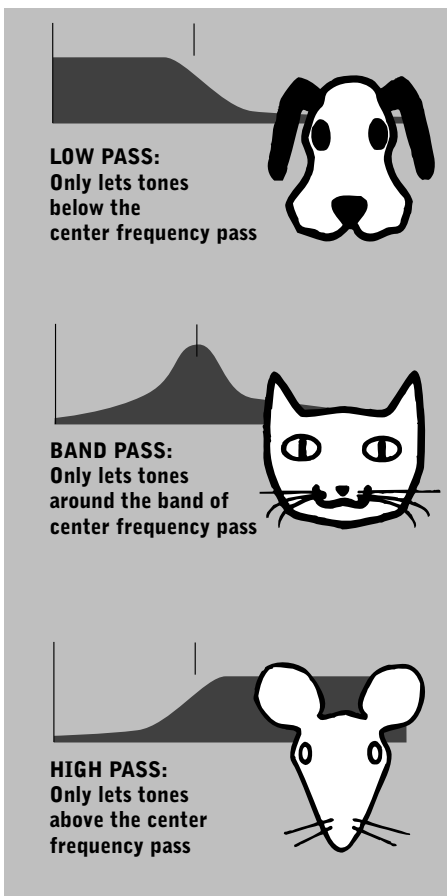 LOW PASS:
Only lets tones
below the
center frequency pass
BAND PASS:
Only lets tones
around the band of
center frequency pass
HIGH PASS:
Only lets tones
above the center
frequency pass